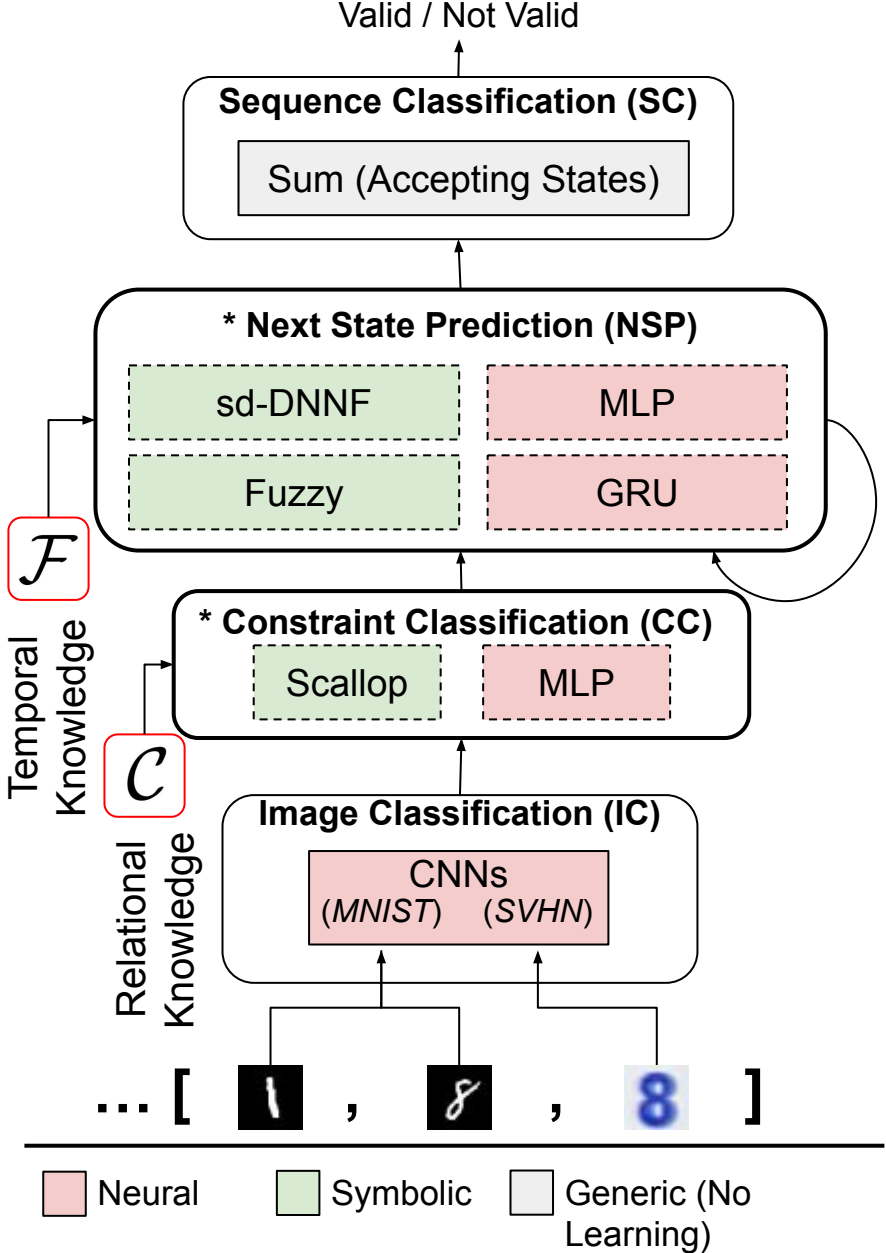 Valid / Not Valid
Sequence Classification (SC)
Sum (Accepting States)
* Next State Prediction (NSP)
sd-DNNF
MLP
Fuzzy
GRU
ℱ
Temporal
Knowledge
* Constraint Classification (CC)
Scallop
MLP
𝒞
Relational
Knowledge
Image Classification (IC)
CNNs
(MNIST) (SVHN)
... [ 1 , 8 , 8 ]
Neural
Symbolic
Generic (No
Learning)